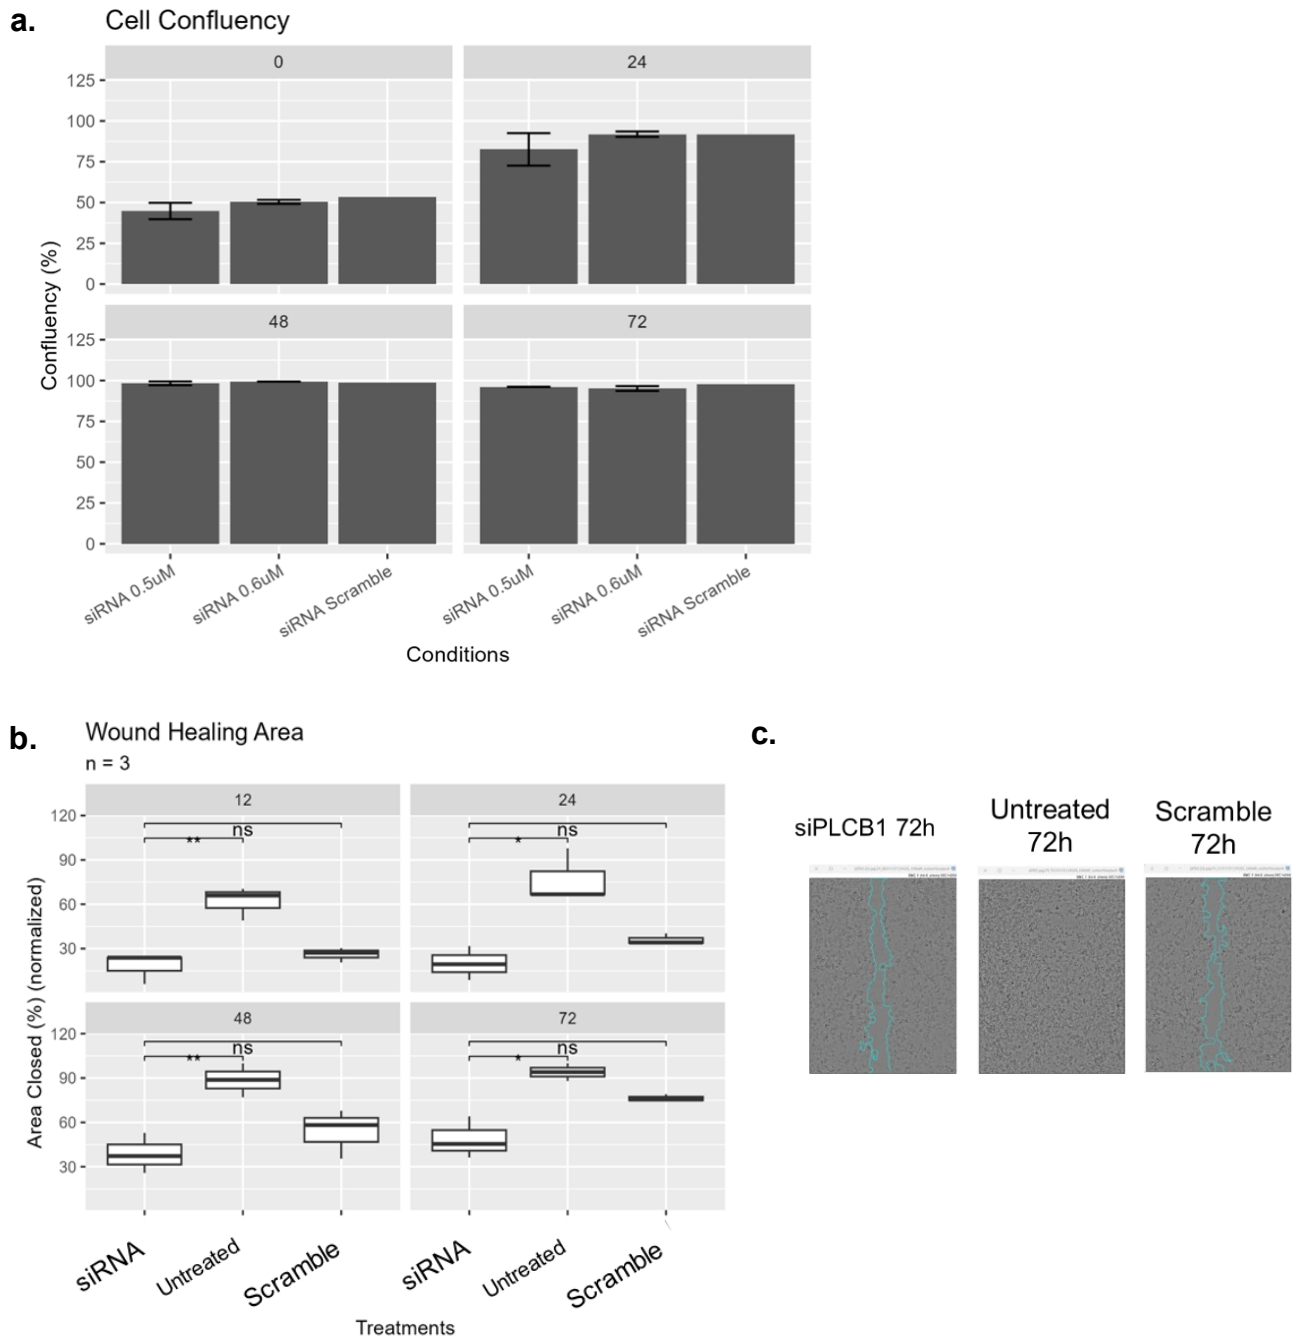 a.
Cell Confluency
0
24
125
100
75
50
25
0
48
72
125
100
75
50
25
0
Confluency (%)
siRNA 0.5uM
siRNA 0.6uM
siRNA Scramble
siRNA 0.5uM
siRNA 0.6uM
siRNA Scramble
Conditions
b.
Wound Healing Area
n = 3
12
24
120
90
60
30
ns
**
ns
*
48
72
120
90
60
30
ns
**
ns
*
Area Closed (%) (normalized)
siRNA
Untreated
Scramble
siRNA
Untreated
Scramble
Treatments
c.
siPLCB1 72h
Untreated
72h
Scramble
72h